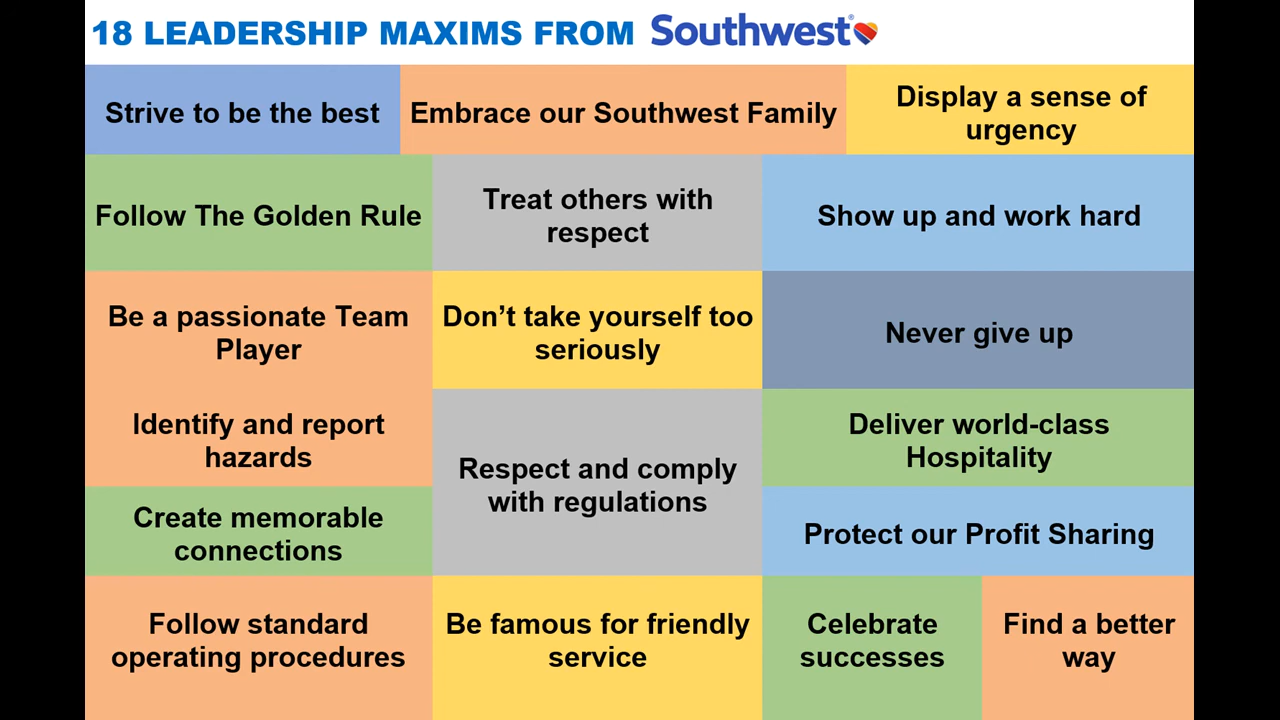 18 LEADERSHIP MAXIMS FROM Southwest®
Strive to be the best
Embrace our Southwest Family
Display a sense of
urgency
Follow The Golden Rule
Treat others with
respect
Show up and work hard
Be a passionate Team
Player
Don’t take yourself too
seriously
Never give up
Identify and report
hazards
Respect and comply
with regulations
Deliver world-class
Hospitality
Create memorable
connections
Protect our Profit Sharing
Follow standard
operating procedures
Be famous for friendly
service
Celebrate
successes
Find a better
way